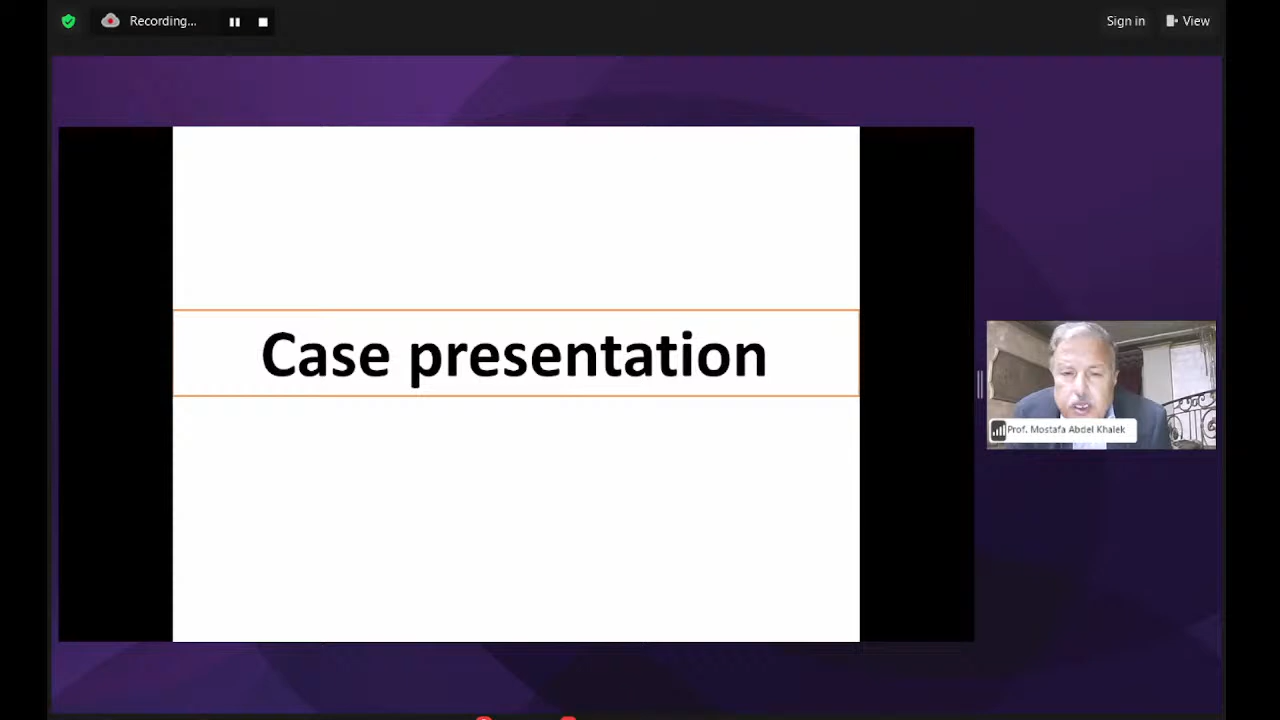 Recording...
Sign in
View
Case presentation
Prof. Mostafa Abdel Khalek